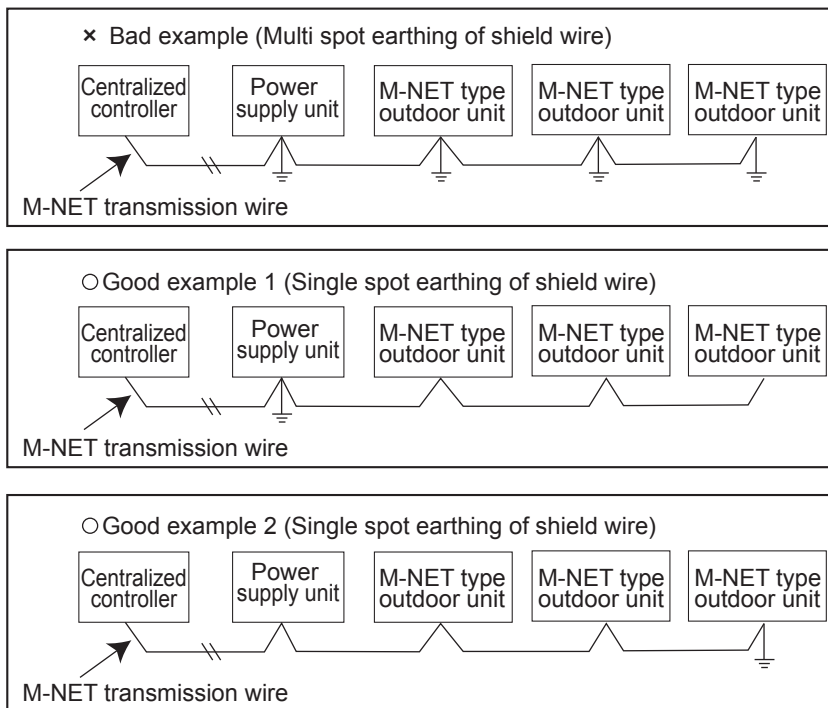 × Bad example (Multi spot earthing of shield wire)
Centralized
controller
Power
supply unit
M-NET type
outdoor unit
M-NET type
outdoor unit
M-NET type
outdoor unit
M-NET transmission wire
○ Good example 1 (Single spot earthing of shield wire)
Centralized
controller
Power
supply unit
M-NET type
outdoor unit
M-NET type
outdoor unit
M-NET type
outdoor unit
M-NET transmission wire
○ Good example 2 (Single spot earthing of shield wire)
Centralized
controller
Power
supply unit
M-NET type
outdoor unit
M-NET type
outdoor unit
M-NET type
outdoor unit
M-NET transmission wire